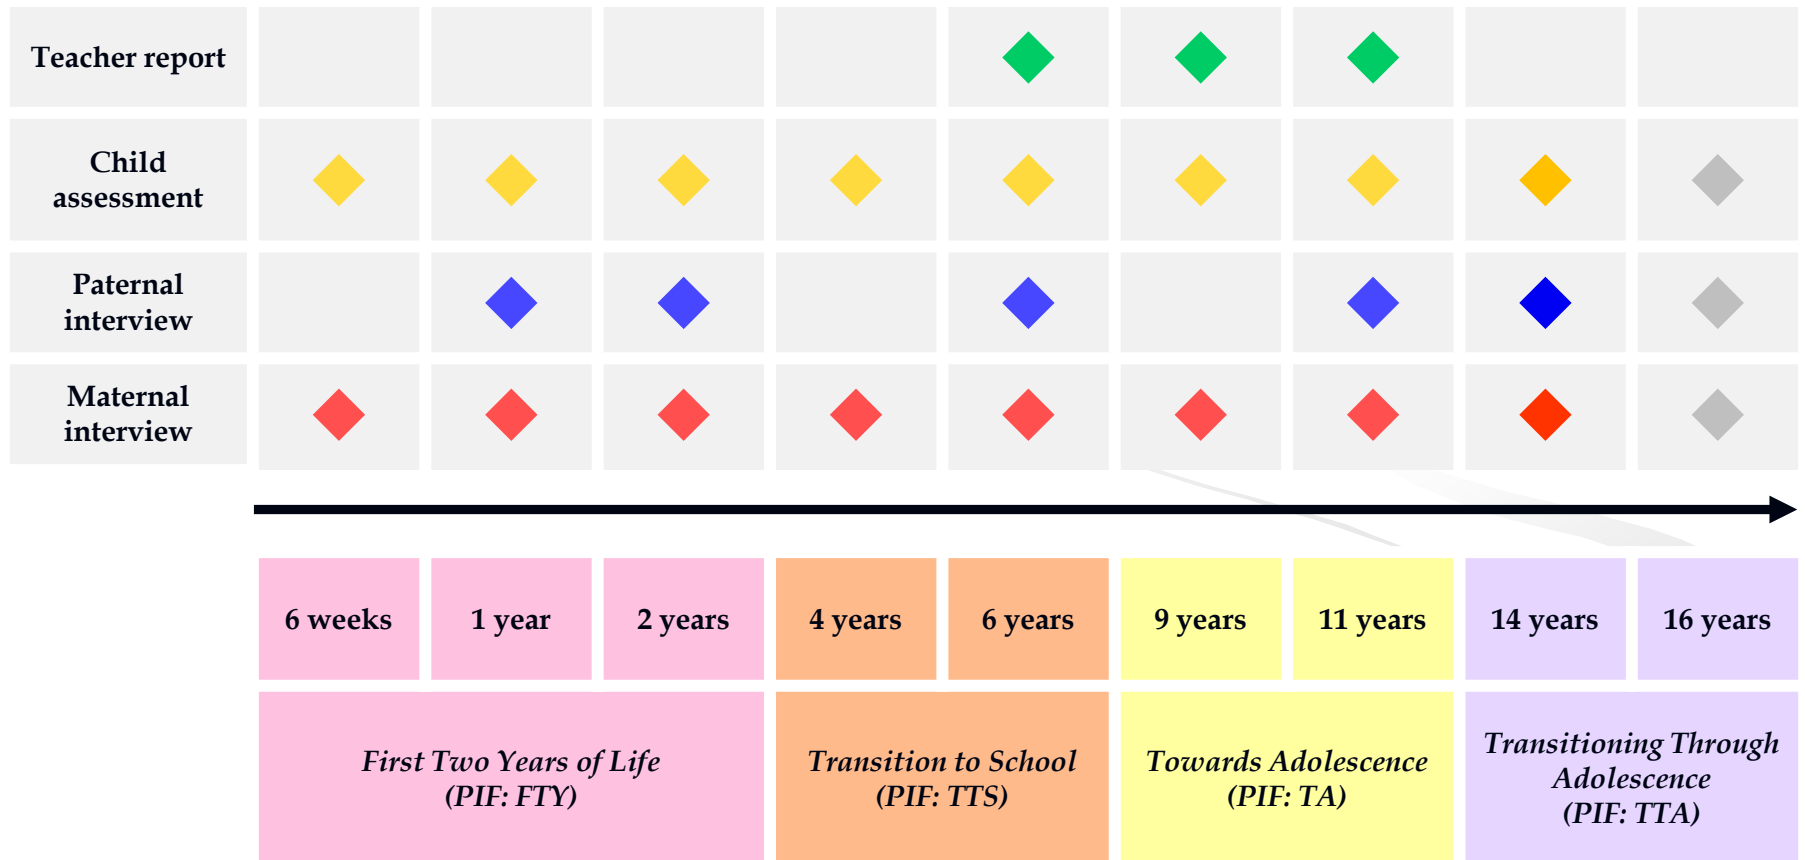 Teacher report
Child
assessment
Paternal
interview
Maternal
interview
6 weeks
1 year
2 years
4 years
6 years
9 years
11 years
14 years
16 years
First Two Years of Life
(PIF: FTY)
Transition to School
(PIF: TTS)
Towards Adolescence
(PIF: TA)
Transitioning Through
Adolescence
(PIF: TTA)